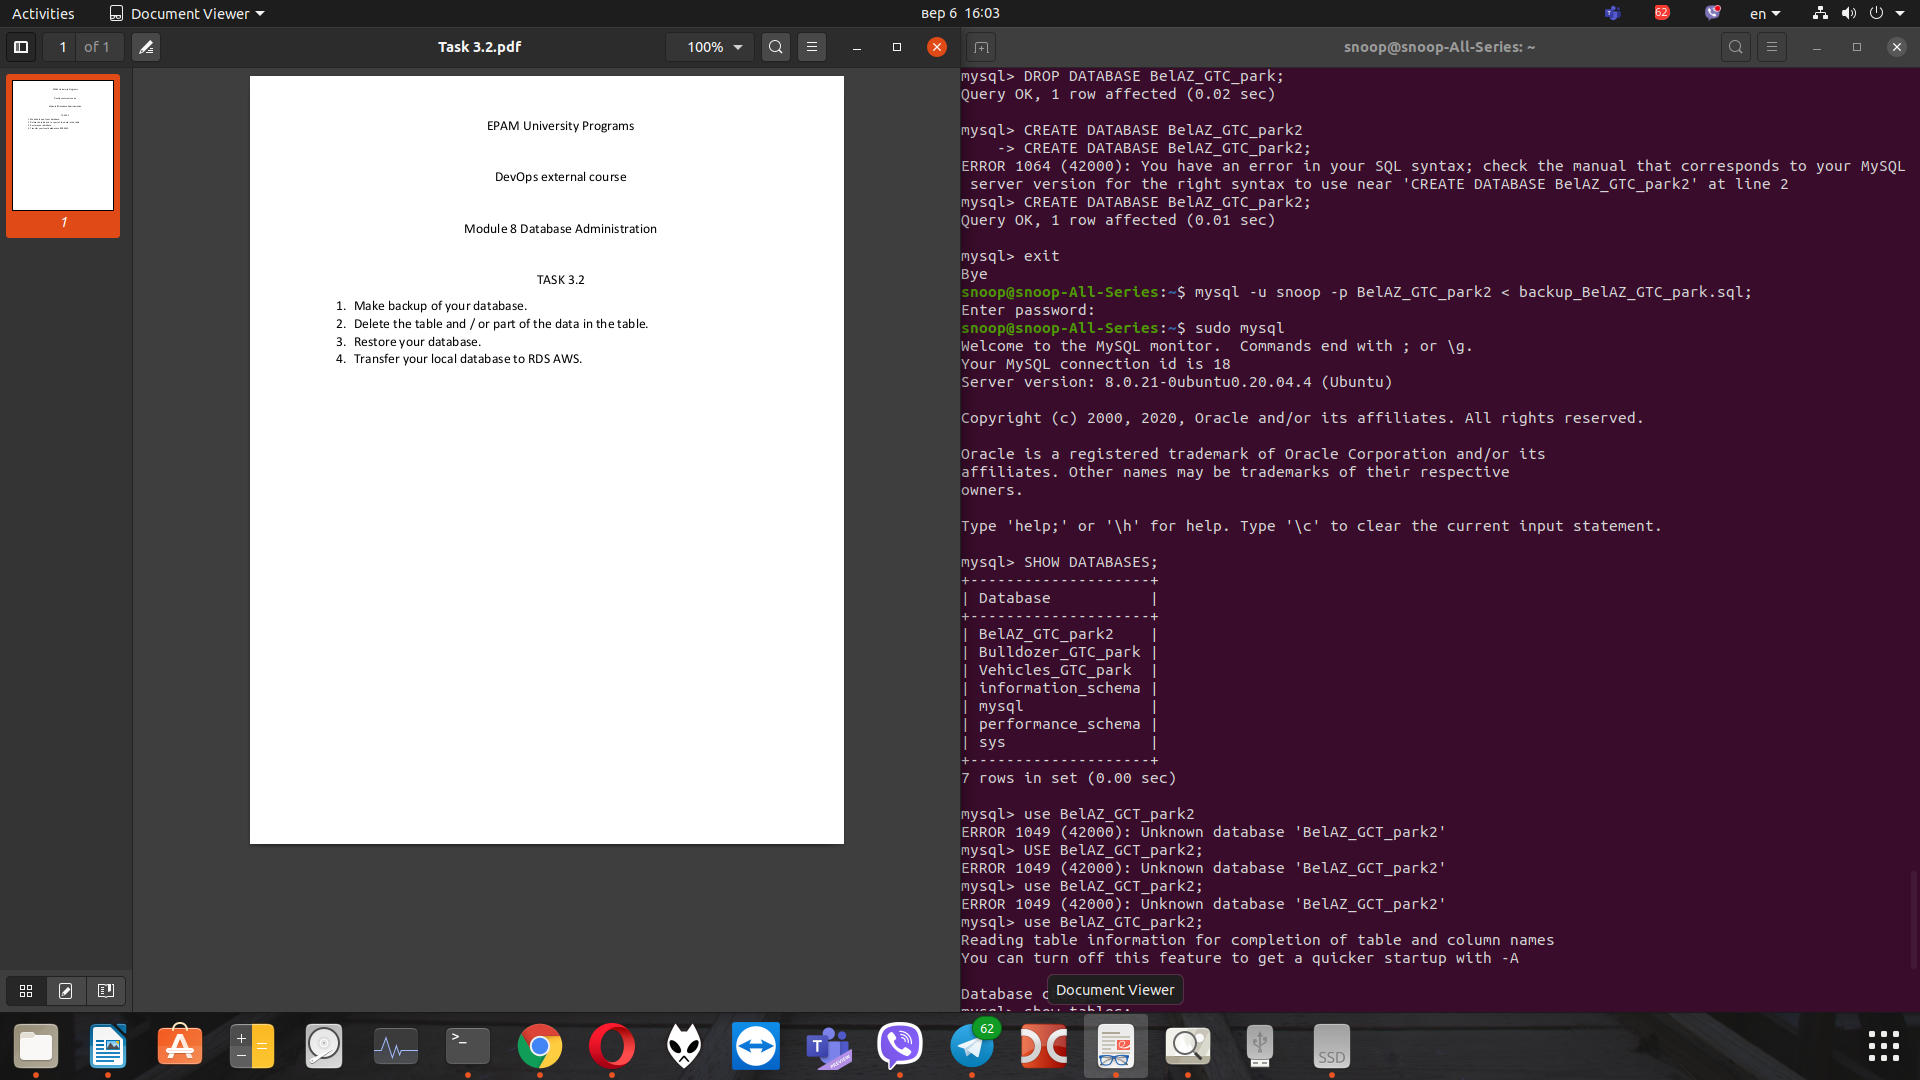 Activities
Document Viewer
вер 6 16:03
62
en
1 of 1
Task 3.2.pdf
100%
1
EPAM University Programs
DevOps external course
Module 8 Database Administration
TASK 3.2
1. Make backup of your database.
2. Delete the table and / or part of the data in the table.
3. Restore your database.
4. Transfer your local database to RDS AWS.
snoop@snoop-All-Series: ~
mysql> DROP DATABASE BelAZ_GTC_park;
Query OK, 1 row affected (0.02 sec)
mysql> CREATE DATABASE BelAZ_GTC_park2
    -> CREATE DATABASE BelAZ_GTC_park2;
ERROR 1064 (42000): You have an error in your SQL syntax; check the manual that corresponds to your MySQL
 server version for the right syntax to use near 'CREATE DATABASE BelAZ_GTC_park2' at line 2
mysql> CREATE DATABASE BelAZ_GTC_park2;
Query OK, 1 row affected (0.01 sec)
mysql> exit
Bye
snoop@snoop-All-Series:~$ mysql -u snoop -p BelAZ_GTC_park2 < backup_BelAZ_GTC_park.sql;
Enter password:
snoop@snoop-All-Series:~$ sudo mysql
Welcome to the MySQL monitor.  Commands end with ; or \g.
Your MySQL connection id is 18
Server version: 8.0.21-0ubuntu0.20.04.4 (Ubuntu)
Copyright (c) 2000, 2020, Oracle and/or its affiliates. All rights reserved.
Oracle is a registered trademark of Oracle Corporation and/or its
affiliates. Other names may be trademarks of their respective
owners.
Type 'help;' or '\h' for help. Type '\c' to clear the current input statement.
mysql> SHOW DATABASES;
+--------------------+
| Database           |
+--------------------+
| BelAZ_GTC_park2    |
| Bulldozer_GTC_park |
| Vehicles_GTC_park  |
| information_schema |
| mysql              |
| performance_schema |
| sys                |
+--------------------+
7 rows in set (0.00 sec)
mysql> use BelAZ_GCT_park2
ERROR 1049 (42000): Unknown database 'BelAZ_GCT_park2'
mysql> USE BelAZ_GCT_park2;
ERROR 1049 (42000): Unknown database 'BelAZ_GCT_park2'
mysql> use BelAZ_GCT_park2;
ERROR 1049 (42000): Unknown database 'BelAZ_GCT_park2'
mysql> use BelAZ_GTC_park2;
Reading table information for completion of table and column names
You can turn off this feature to get a quicker startup with -A
Database
mysql> show tables;
Document Viewer
62
PREVIEW
SSD